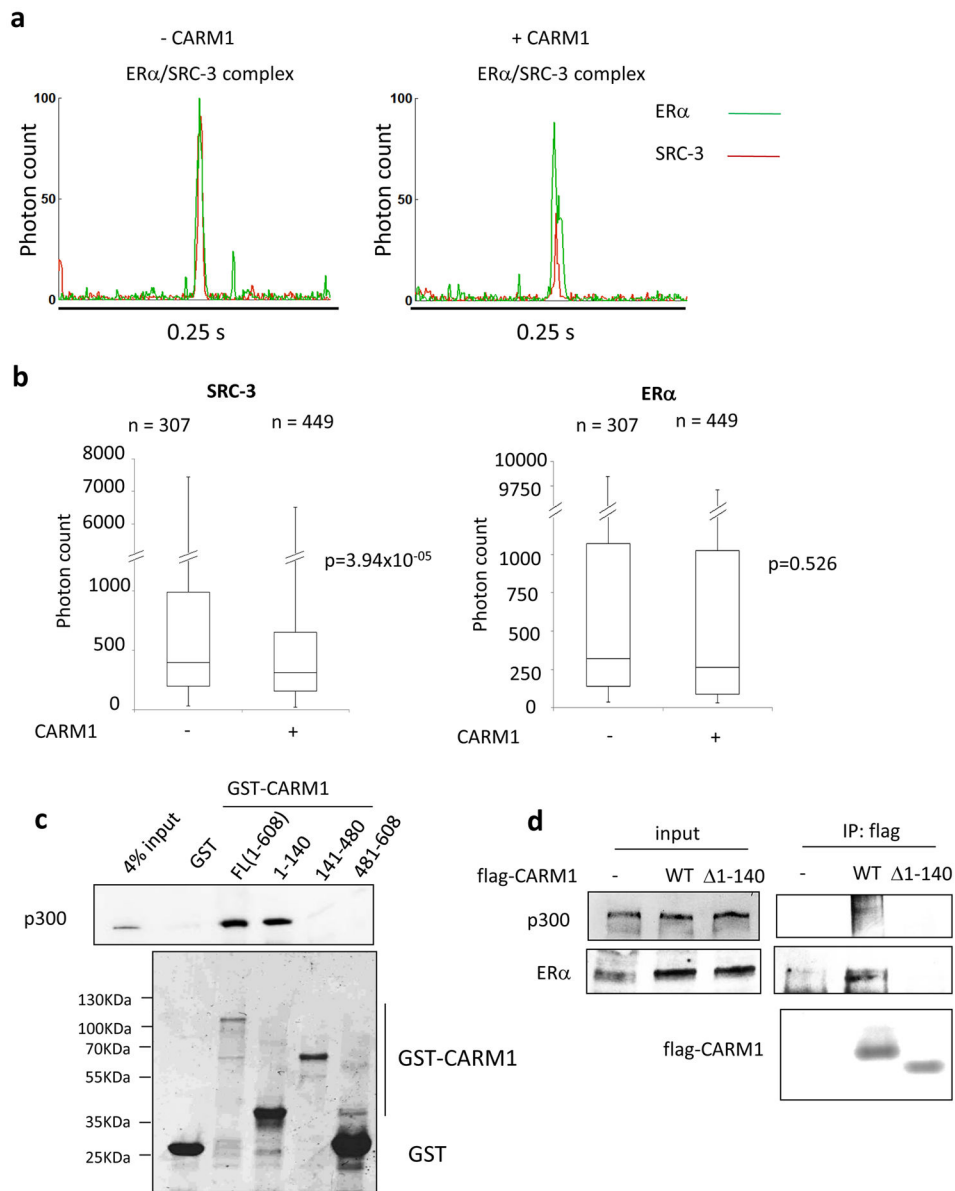 a
- CARM1
ERα/SRC-3 complex
+ CARM1
ERα/SRC-3 complex
ERα
SRC-3
Photon count
100
50
0
0.25 s
Photon count
100
50
0
0.25 s
b
SRC-3
n = 307
n = 449
Photon count
8000
7000
6000
1000
500
0
p=3.94x10⁻⁰⁵
CARM1
-
+
ERα
n = 307
n = 449
Photon count
10000
9750
1000
750
500
250
0
p=0.526
CARM1
-
+
c
GST-CARM1
4% input
GST
FL(1-608)
1-140
141-480
481-608
p300
130KDa
100KDa
70KDa
55KDa
35KDa
25KDa
GST-CARM1
GST
d
input
IP: flag
flag-CARM1
-
WT
Δ1-140
-
WT
Δ1-140
p300
ERα
flag-CARM1